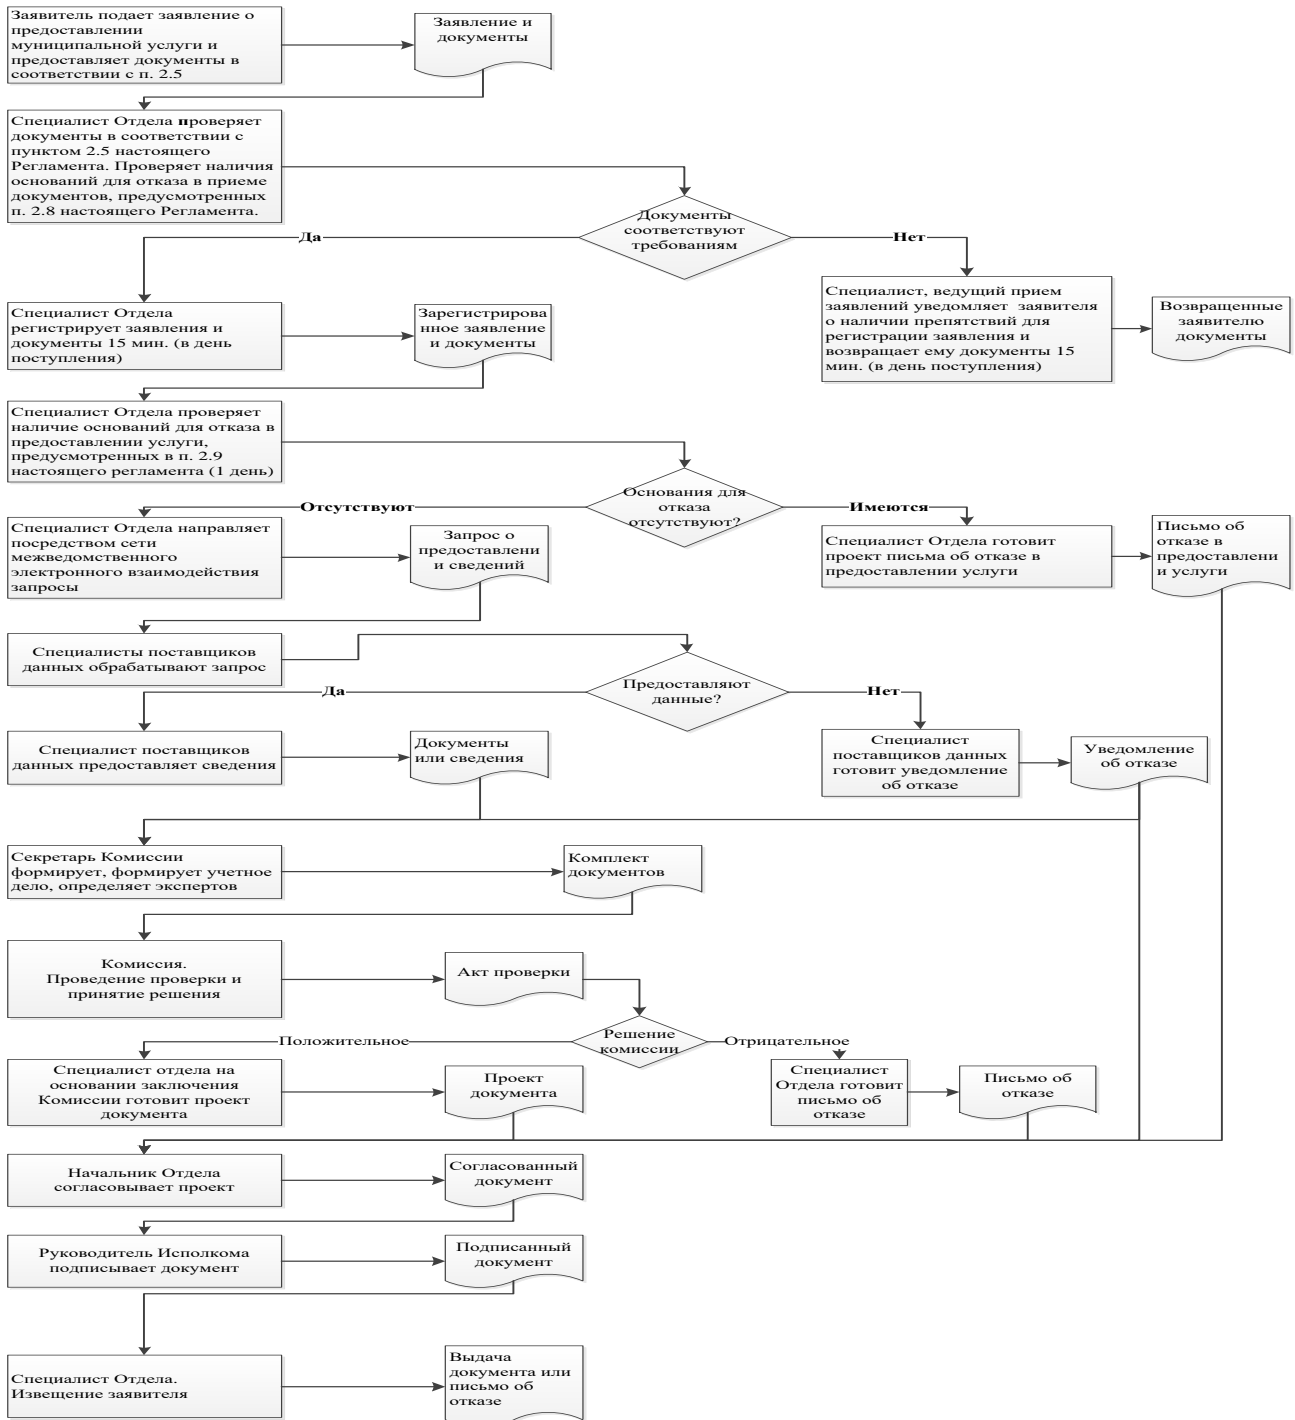 Заявитель подает заявление о
предоставлении
муниципальной услуги и
предоставляет документы в
соответствии с п. 2.5
Заявление и
документы
Специалист Отдела проверяет
документы в соответствии с
пунктом 2.5 настоящего
Регламента. Проверяет наличия
оснований для отказа в приеме
документов, предусмотренных
п. 2.8 настоящего Регламента.
Документы
соответствуют
требованиям
Да
Нет
Специалист Отдела
регистрирует заявления и
документы 15 мин. (в день
поступления)
Зарегистрирова
нное заявление
и документы
Специалист, ведущий прием
заявлений уведомляет заявителя
о наличии препятствий для
регистрации заявления и
возвращает ему документы 15
мин. (в день поступления)
Возвращенные
заявителю
документы
Специалист Отдела проверяет
наличие оснований для отказа в
предоставлении услуги,
предусмотренных в п. 2.9
настоящего регламента (1 день)
Основания для
отказа
отсутствуют?
Отсутствуют
Имеются
Специалист Отдела направляет
посредством сети
межведомственного
электронного взаимодействия
запросы
Запрос о
предоставлени
и сведений
Специалист Отдела готовит
проект письма об отказе в
предоставлении услуги
Письмо об
отказе в
предоставлени
и услуги
Специалисты поставщиков
данных обрабатывают запрос
Предоставляют
данные?
Да
Нет
Специалист поставщиков
данных предоставляет сведения
Документы
или сведения
Специалист
поставщиков данных
готовит уведомление
об отказе
Уведомление
об отказе
Секретарь Комиссии
формирует, формирует учетное
дело, определяет экспертов
Комплект
документов
Комиссия.
Проведение проверки и
принятие решения
Акт проверки
Решение
комиссии
Положительное
Отрицательное
Специалист отдела на
основании заключения
Комиссии готовит проект
документа
Проект
документа
Специалист
Отдела готовит
письмо об
отказе
Письмо об
отказе
Начальник Отдела
согласовывает проект
Согласованный
документ
Руководитель Исполкома
подписывает документ
Подписанный
документ
Специалист Отдела.
Извещение заявителя
Выдача
документа или
письмо об
отказе